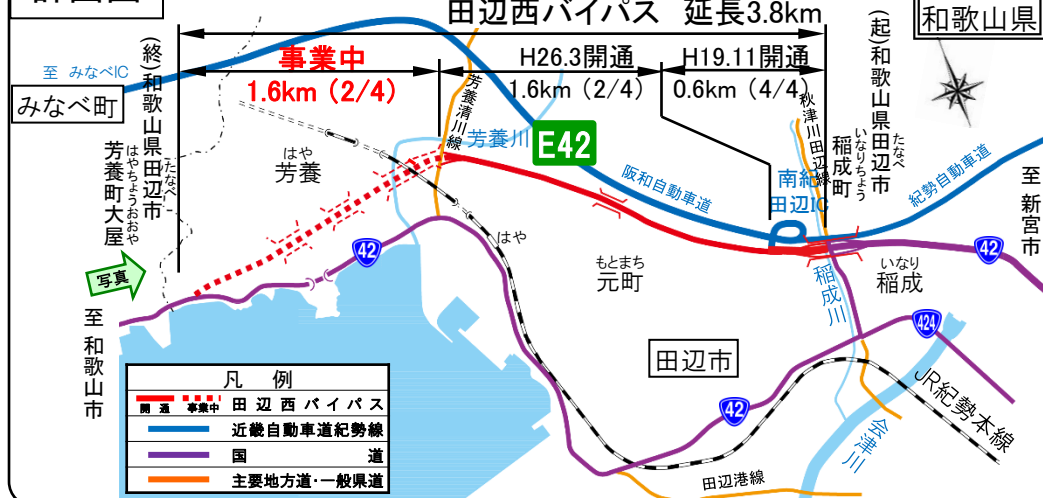 田辺西バイパス 延長3.8km
和歌山県
事業中
1.6km（2/4）
H26.3開通
1.6km（2/4）
H19.11開通
0.6km（4/4）
至 みなべIC
みなべ町
(終)和歌山県田辺市
たなべ
芳養町大屋
はやちょうおおや
(起)和歌山県田辺市
たなべ
稲成町
いなりちょう
秋津川田辺線
芳養清川線
芳養川
E42
はや
芳養
はや
阪和自動車道
南紀
田辺IC
紀勢自動車道
至 新宮市
42
42
もとまち
元町
稲成川
いなり
稲成
写真
至 和歌山市
424
田辺市
42
JR紀勢本線
会津川
田辺港線
凡 例
開通 事業中 田辺西バイパス
近畿自動車道紀勢線
国 道
主要地方道・一般県道